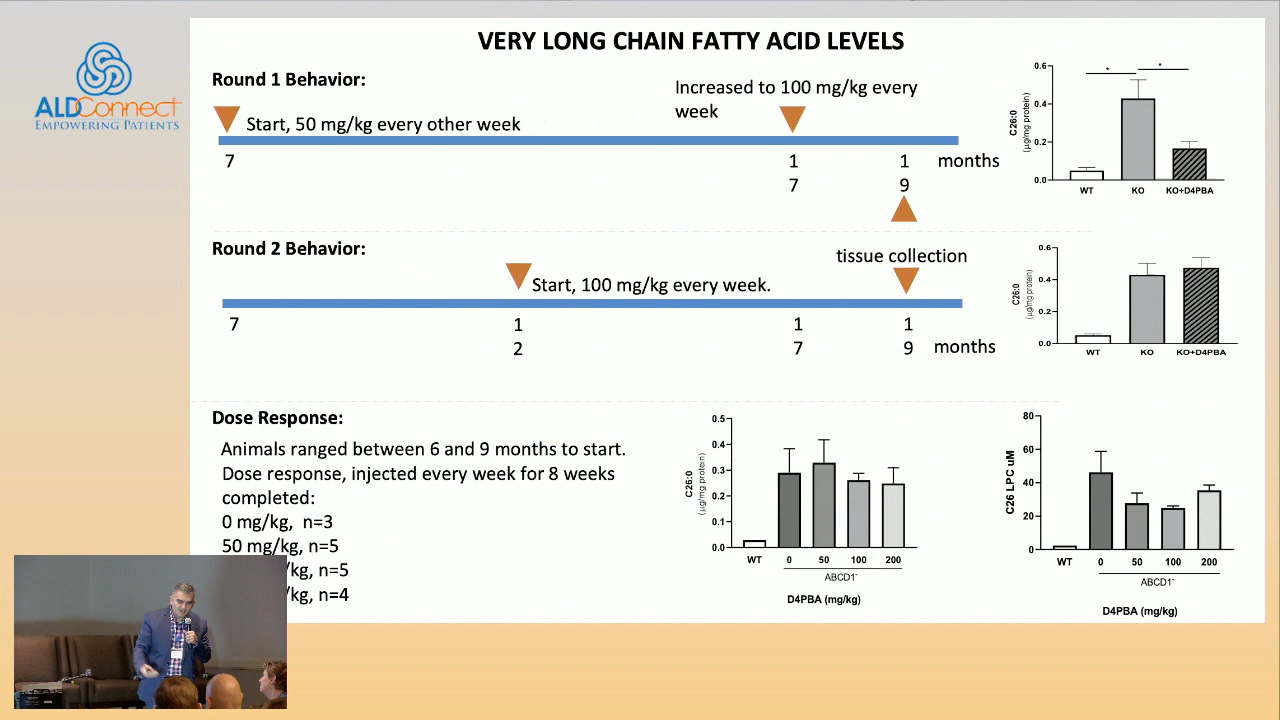 VERY LONG CHAIN FATTY ACID LEVELS
ALDConnect
EMPOWERING PATIENTS
Round 1 Behavior:
Start, 50 mg/kg every other week
Increased to 100 mg/kg every
week
7
1
7
1
9
months
C26:0
(µg/mg protein)
0.6
0.4
0.2
0.0
*
*
WT
KO
KO+D4PBA
Round 2 Behavior:
tissue collection
Start, 100 mg/kg every week.
7
1
2
1
7
1
9
months
C26:0
(µg/mg protein)
0.6
0.4
0.2
0.0
WT
KO
KO+D4PBA
Dose Response:
Animals ranged between 6 and 9 months to start.
Dose response, injected every week for 8 weeks
completed:
0 mg/kg, n=3
50 mg/kg, n=5
/kg, n=5
/kg, n=4
C26:0
(µg/mg protein)
0.5
0.4
0.3
0.2
0.1
0.0
WT
0
50
100
200
ABCD1-
D4PBA (mg/kg)
C26 LPC uM
80
60
40
20
0
WT
0
50
100
200
ABCD1-
D4PBA (mg/kg)